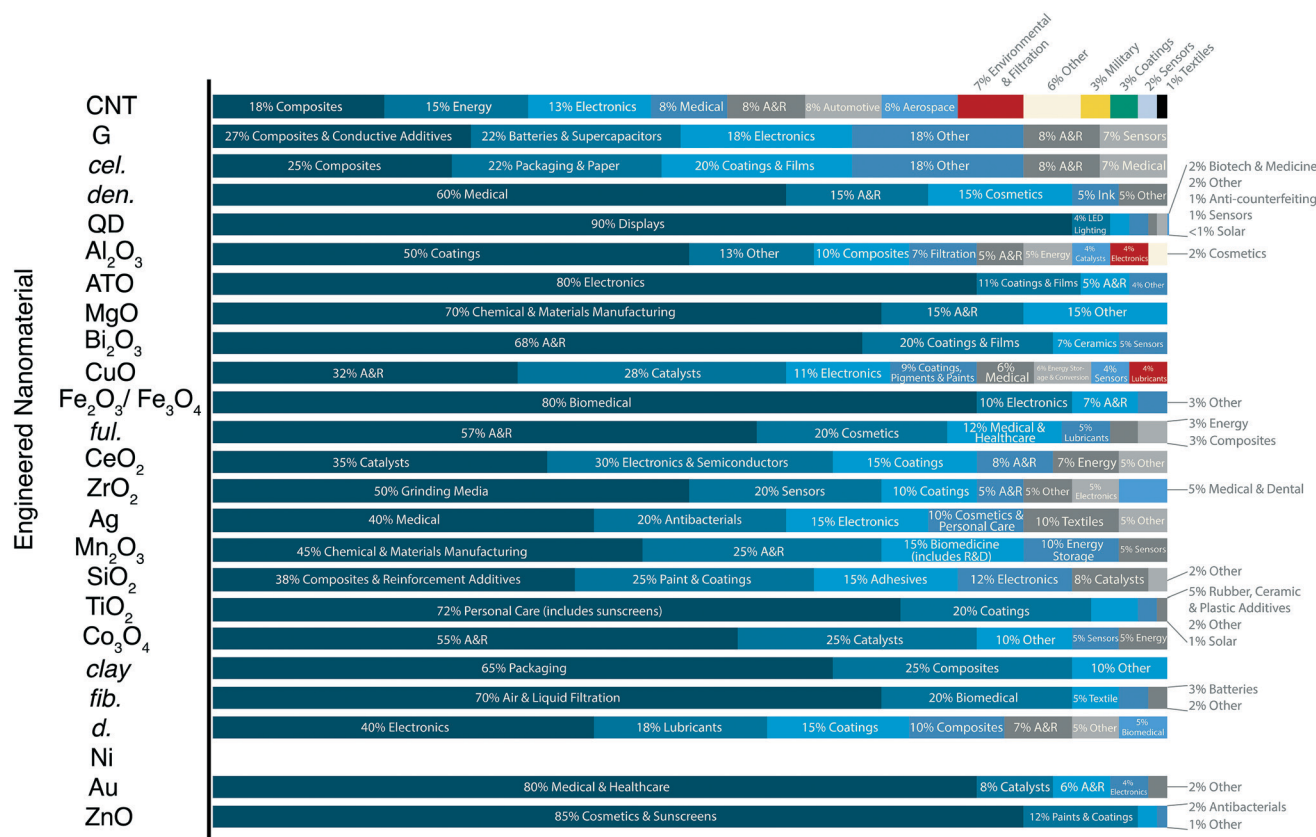 7% Environmental
& Filtration
6% Other
3% Military
3% Coatings
2% Sensors
1% Textiles
Engineered Nanomaterial
CNT 18% Composites 15% Energy 13% Electronics 8% Medical 8% A&R 8% Automotive 8% Aerospace
G 27% Composites & Conductive Additives 22% Batteries & Supercapacitors 18% Electronics 18% Other 8% A&R 7% Sensors
cel. 25% Composites 22% Packaging & Paper 20% Coatings & Films 18% Other 8% A&R 7% Medical
den. 60% Medical 15% A&R 15% Cosmetics 5% Ink 5% Other
QD 90% Displays 4% LED
Lighting
2% Biotech & Medicine
2% Other
1% Anti-counterfeiting
1% Sensors
<1% Solar
Al2O3 50% Coatings 13% Other 10% Composites 7% Filtration 5% A&R 5% Energy 4%
Catalysts 4%
Electronics 2% Cosmetics
ATO 80% Electronics 11% Coatings & Films 5% A&R 4% Other
MgO 70% Chemical & Materials Manufacturing 15% A&R 15% Other
Bi2O3 68% A&R 20% Coatings & Films 7% Ceramics 5% Sensors
CuO 32% A&R 28% Catalysts 11% Electronics 9% Coatings,
Pigments & Paints 6%
Medical 6% Energy Stor-
age & Conversion 4%
Sensors 4%
Lubricants
Fe2O3/ Fe3O4 80% Biomedical 10% Electronics 7% A&R 3% Other
ful. 57% A&R 20% Cosmetics 12% Medical &
Healthcare 5%
Lubricants 3% Energy
3% Composites
CeO2 35% Catalysts 30% Electronics & Semiconductors 15% Coatings 8% A&R 7% Energy 5% Other
ZrO2 50% Grinding Media 20% Sensors 10% Coatings 5% A&R 5% Other 5%
Electronics 5% Medical & Dental
Ag 40% Medical 20% Antibacterials 15% Electronics 10% Cosmetics &
Personal Care 10% Textiles 5% Other
Mn2O3 45% Chemical & Materials Manufacturing 25% A&R 15% Biomedicine
(includes R&D) 10% Energy
Storage 5% Sensors
SiO2 38% Composites & Reinforcement Additives 25% Paint & Coatings 15% Adhesives 12% Electronics 8% Catalysts 2% Other
TiO2 72% Personal Care (includes sunscreens) 20% Coatings 5% Rubber, Ceramic
& Plastic Additives
2% Other
1% Solar
Co3O4 55% A&R 25% Catalysts 10% Other 5% Sensors 5% Energy
clay 65% Packaging 25% Composites 10% Other
fib. 70% Air & Liquid Filtration 20% Biomedical 5% Textile 3% Batteries
2% Other
d. 40% Electronics 18% Lubricants 15% Coatings 10% Composites 7% A&R 5% Other 5%
Biomedical
Ni
Au 80% Medical & Healthcare 8% Catalysts 6% A&R 4%
Electronics 2% Other
ZnO 85% Cosmetics & Sunscreens 12% Paints & Coatings 2% Antibacterials
1% Other